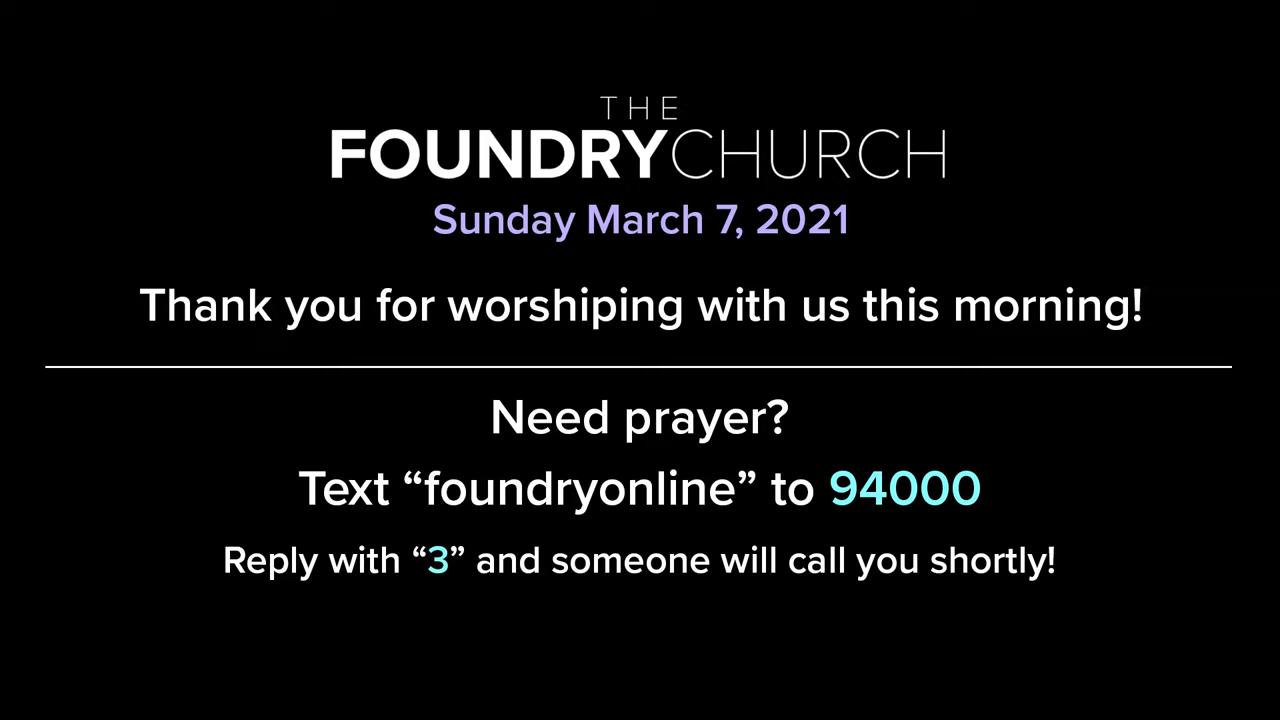 THE
FOUNDRYCHURCH
Sunday March 7, 2021
Thank you for worshiping with us this morning!
Need prayer?
Text “foundryonline” to 94000
Reply with “3” and someone will call you shortly!